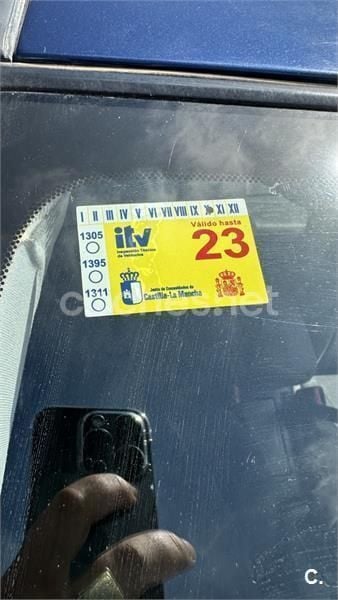 I II III IV V VI VII VIII IX X XI XII
1305
itv
Inspección Técnica
de Vehículos
Válido hasta
23
1395
1311
Junta de Comunidades de
Castilla-La Mancha
coches.net
C.